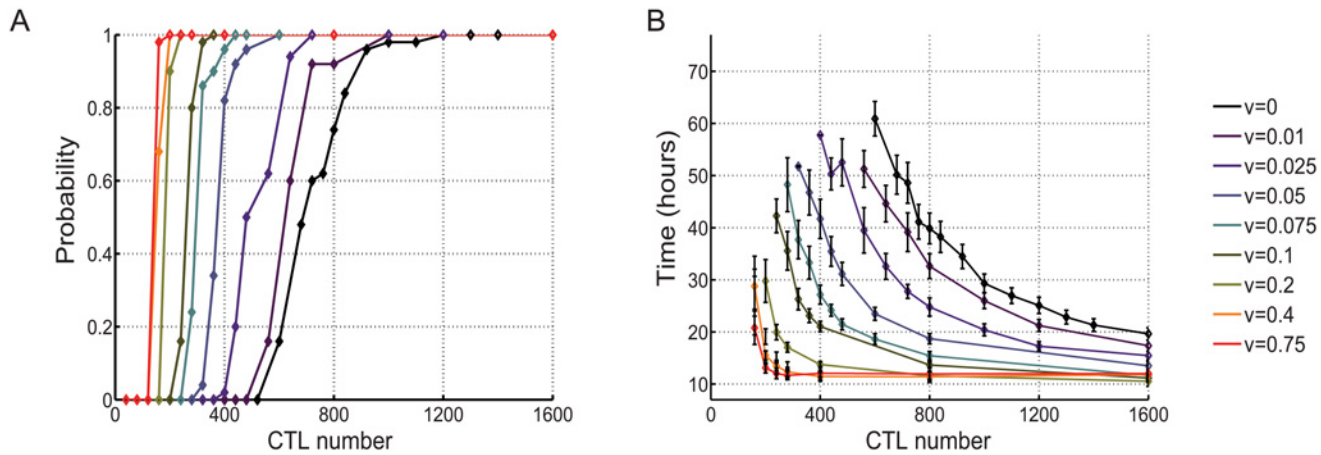 A
B
Probability
1
0.8
0.6
0.4
0.2
0
0
400
800
1200
1600
CTL number
Time (hours)
70
60
50
40
30
20
10
0
400
800
1200
1600
CTL number
v=0
v=0.01
v=0.025
v=0.05
v=0.075
v=0.1
v=0.2
v=0.4
v=0.75